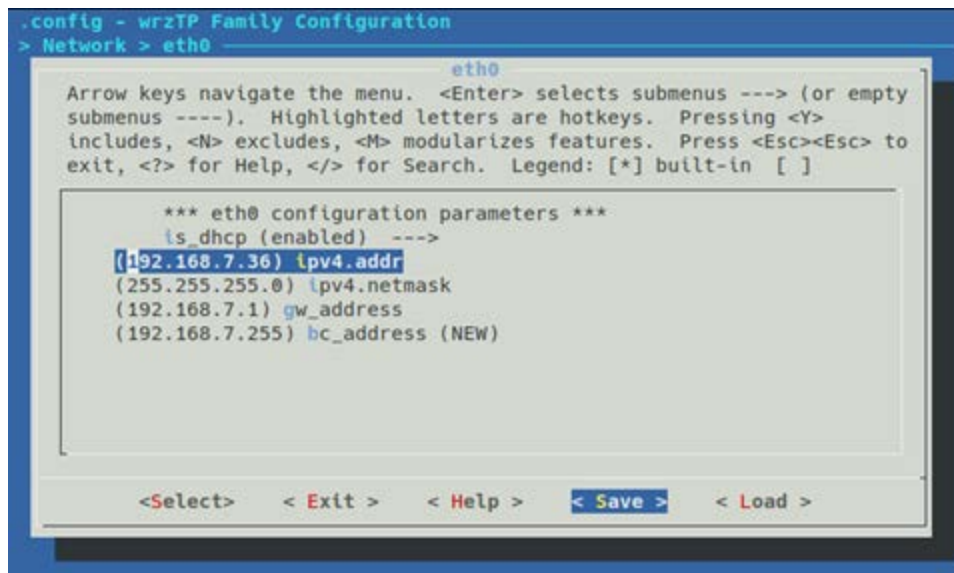 .config - wrzTP Family Configuration
> Network > eth0
eth0
Arrow keys navigate the menu.  <Enter> selects submenus ---> (or empty
submenus ----).  Highlighted letters are hotkeys.  Pressing <Y>
includes, <N> excludes, <M> modularizes features.  Press <Esc><Esc> to
exit, <?> for Help, </> for Search.  Legend: [*] built-in  [ ]
*** eth0 configuration parameters ***
is_dhcp (enabled)  --->
(192.168.7.36) ipv4.addr
(255.255.255.0) ipv4.netmask
(192.168.7.1) gw_address
(192.168.7.255) bc_address (NEW)
<Select>    < Exit >    < Help >    < Save >    < Load >